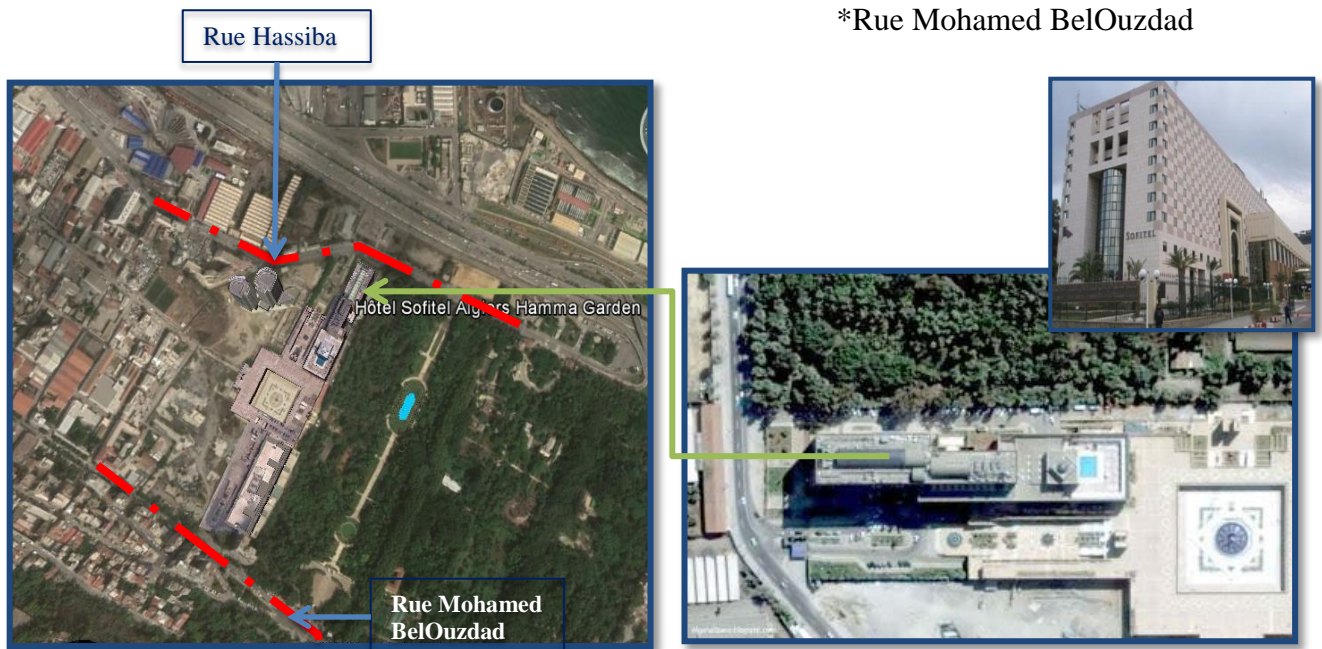 *Rue Mohamed BelOuzdad
Rue Hassiba
SOFITEL
Hôtel Sofitel Algiers Hamma Garden
Rue Mohamed
BelOuzdad